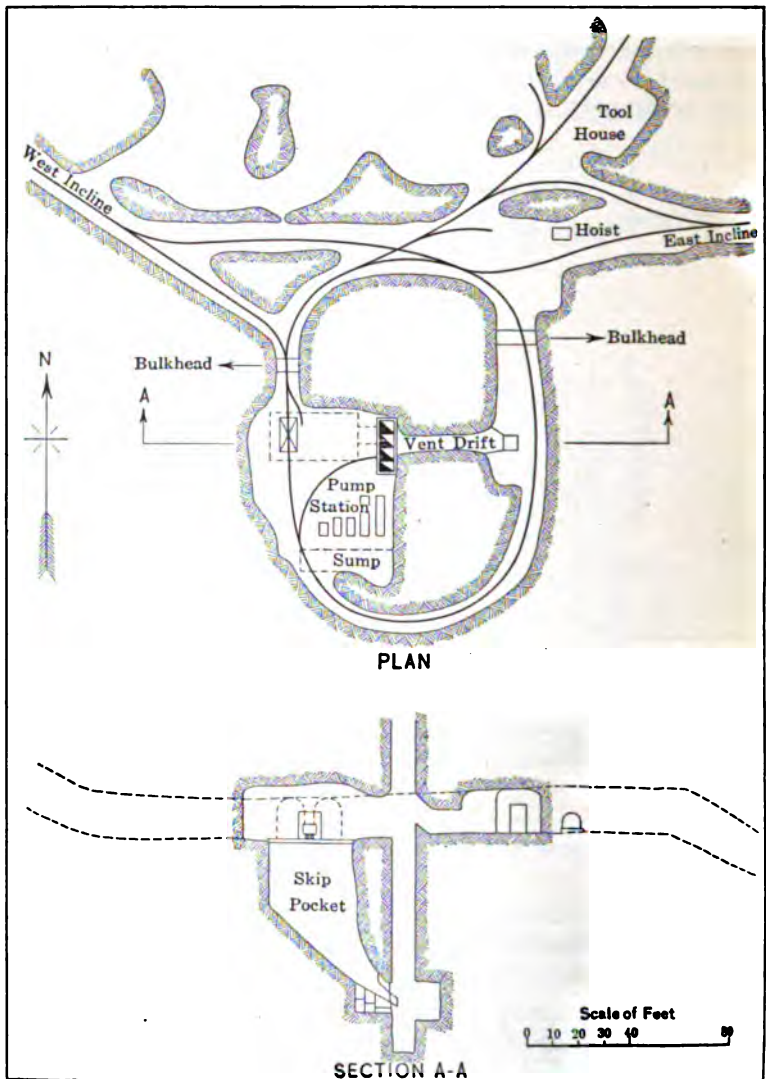 Tool
House
West Incline
Hoist
East Incline
N
Bulkhead
Bulkhead
A
A
Vent Drift
Pump
Station
Sump
PLAN
Skip
Pocket
Scale of Feet
0 10 20 30 40 80
SECTION A-A